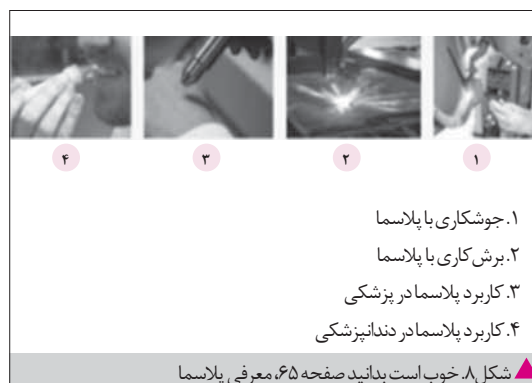 ۱ ۲ ۳ ۴
۱. جوشکاری با پلاسما
۲. برش کاری با پلاسما
۳. کاربرد پلاسما در پزشکی
۴. کاربرد پلاسما در دندانپزشکی
شکل ۸. خوب است بدانید صفحه ۶۵، معرفی پلاسما